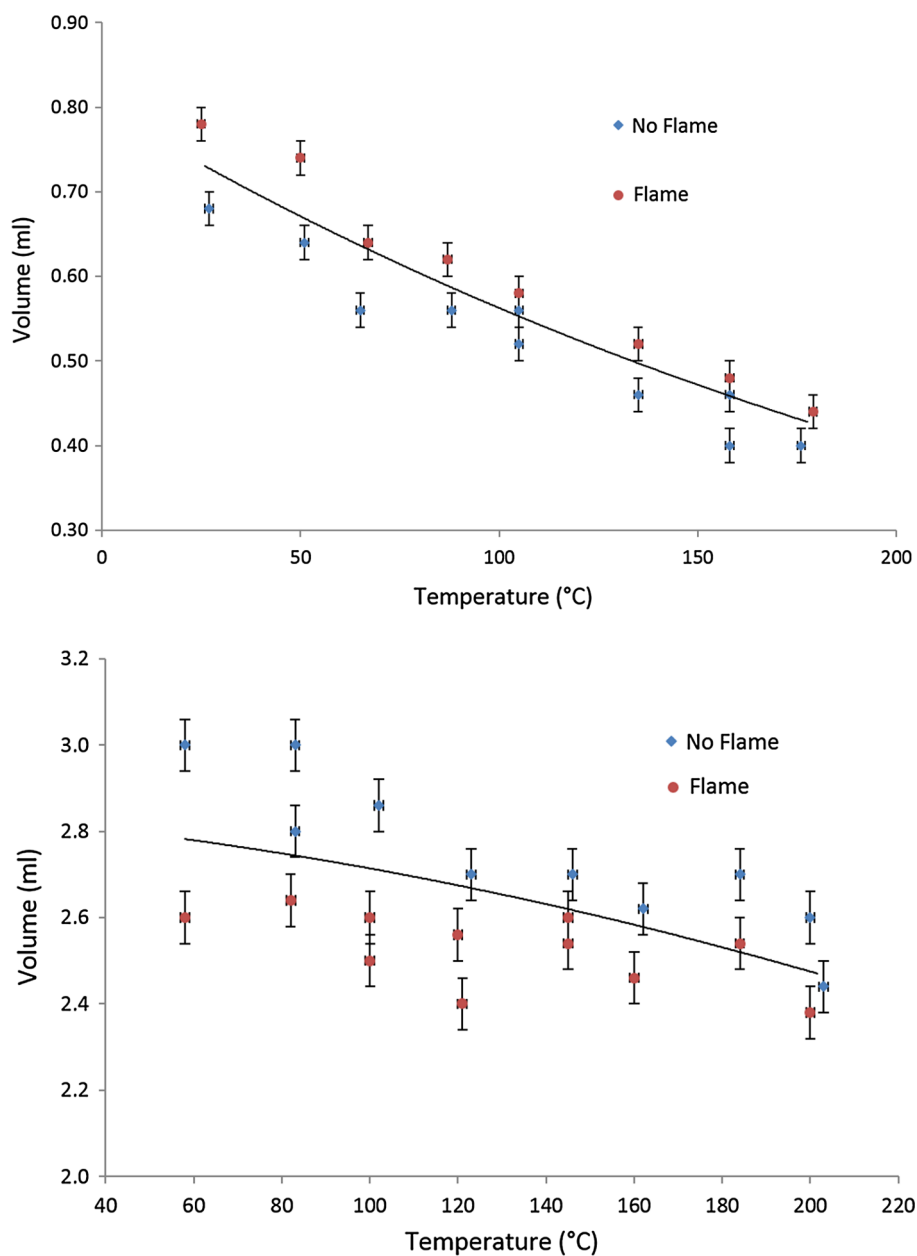 0.90
0.80
No Flame
0.70
Flame
Volume (ml)
0.60
0.50
0.40
0.30
0 50 100 150 200
Temperature (°C)
3.2
3.0
No Flame
Flame
2.8
Volume (ml)
2.6
2.4
2.2
2.0
40 60 80 100 120 140 160 180 200 220
Temperature (°C)